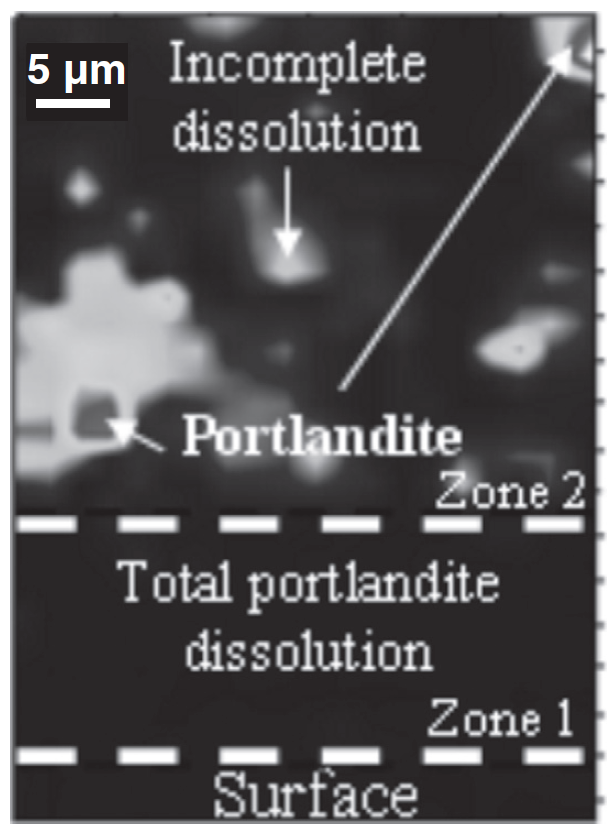 5 μm
Incomplete
dissolution
Portlandite
Zone 2
Total portlandite
dissolution
Zone 1
Surface